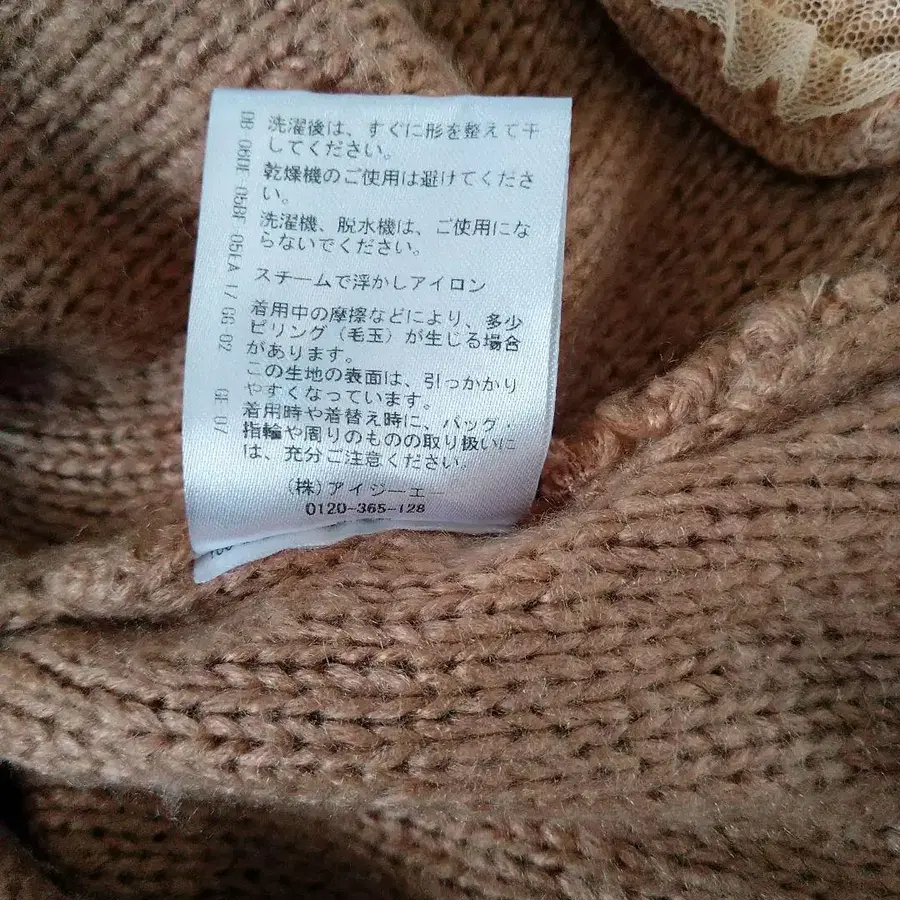 洗濯後は、すぐに形を整えて干
してください。
乾燥機のご使用は避けてくださ
い。
洗濯機、脱水機は、ご使用にな
らないでください。
スチームで浮かしアイロン
着用中の摩擦などにより、多少
ピリング(毛玉)が生じる場合
があります。
この生地の表面は、引っかかり
やすくなっています。
着用時や着替え時に、バッグ・
指輪や周りのものの取り扱いに
は、充分ご注意ください。
(株)アイジーエー
0120-365-128